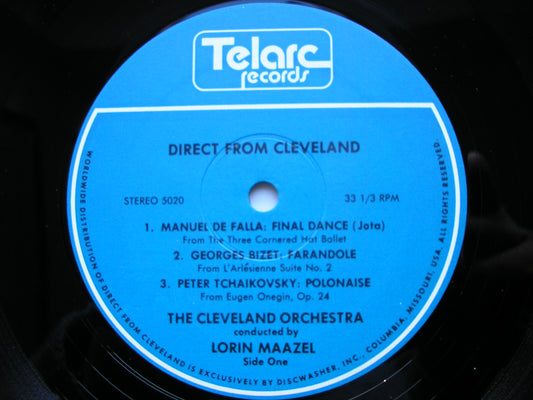 Telarc
records
DIRECT FROM CLEVELAND
STEREO 5020
33 1/3 RPM
1. MANUEL DE FALLA: FINAL DANCE (Jota)
From The Three Cornered Hat Ballet
2. GEORGES BIZET: FARANDOLE
From L'Arlésienne Suite No. 2
3. PETER TCHAIKOVSKY: POLONAISE
From Eugen Onegin, Op. 24
THE CLEVELAND ORCHESTRA
conducted by
LORIN MAAZEL
Side One
WORLDWIDE DISTRIBUTION OF DIRECT FROM CLEVELAND IS EXCLUSIVELY BY DISCWASHER, INC., COLUMBIA, MISSOURI, USA. ALL RIGHTS RESERVED.